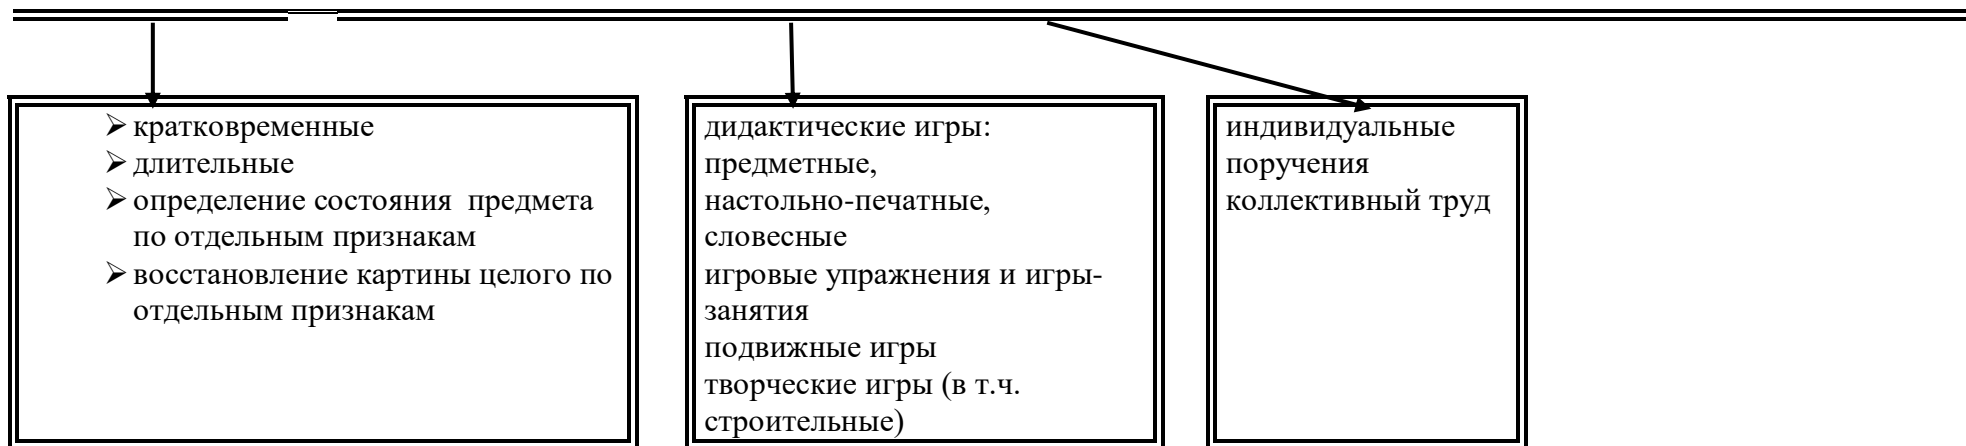 ➢ кратковременные
➢ длительные
➢ определение состояния предмета
по отдельным признакам
➢ восстановление картины целого по
отдельным признакам
дидактические игры:
предметные,
настольно-печатные,
словесные
игровые упражнения и игры-
занятия
подвижные игры
творческие игры (в т.ч.
строительные)
индивидуальные
поручения
коллективный труд